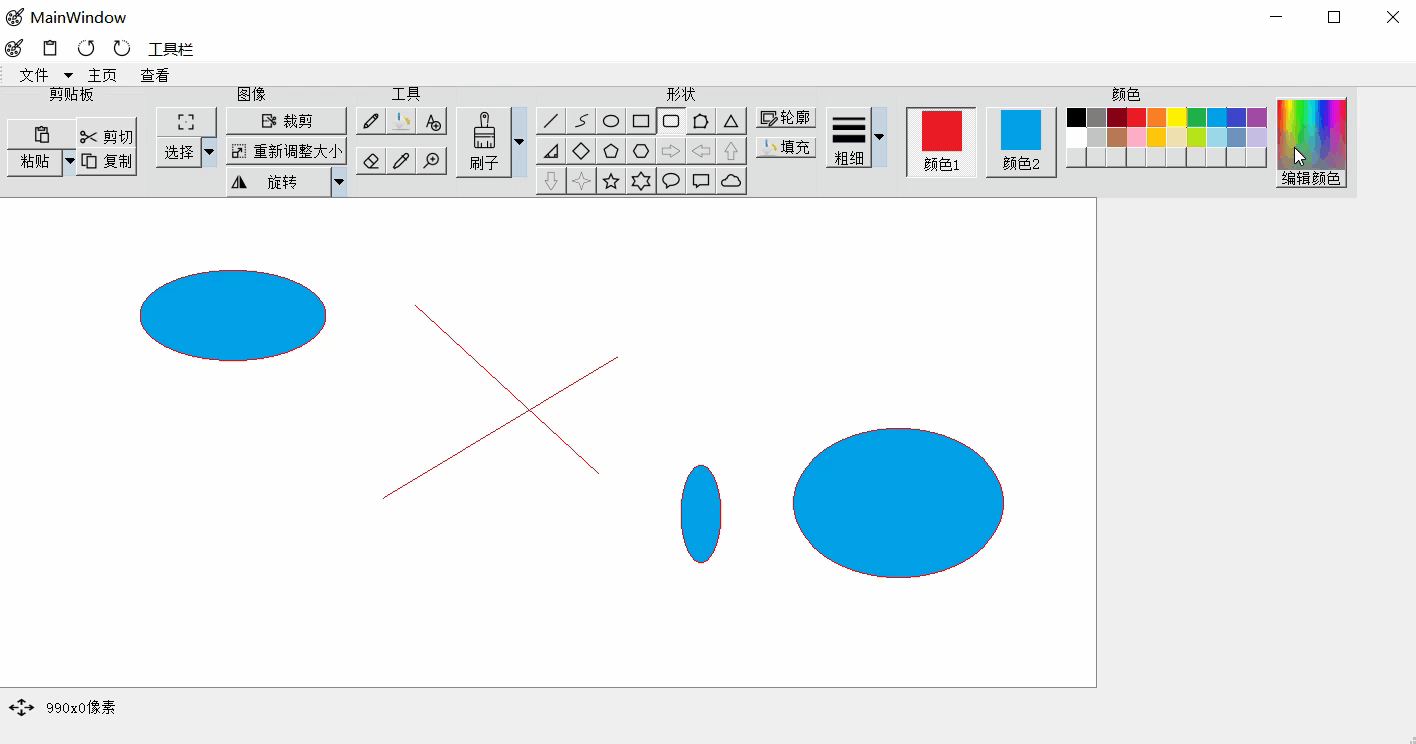 MainWindow
工具栏
文件 主页 查看
剪贴板 图像 工具 形状 颜色
剪切
粘贴 复制
选择
裁剪
重新调整大小
旋转
刷子
轮廓
填充
粗细
颜色1
颜色2
编辑颜色
990x0像素